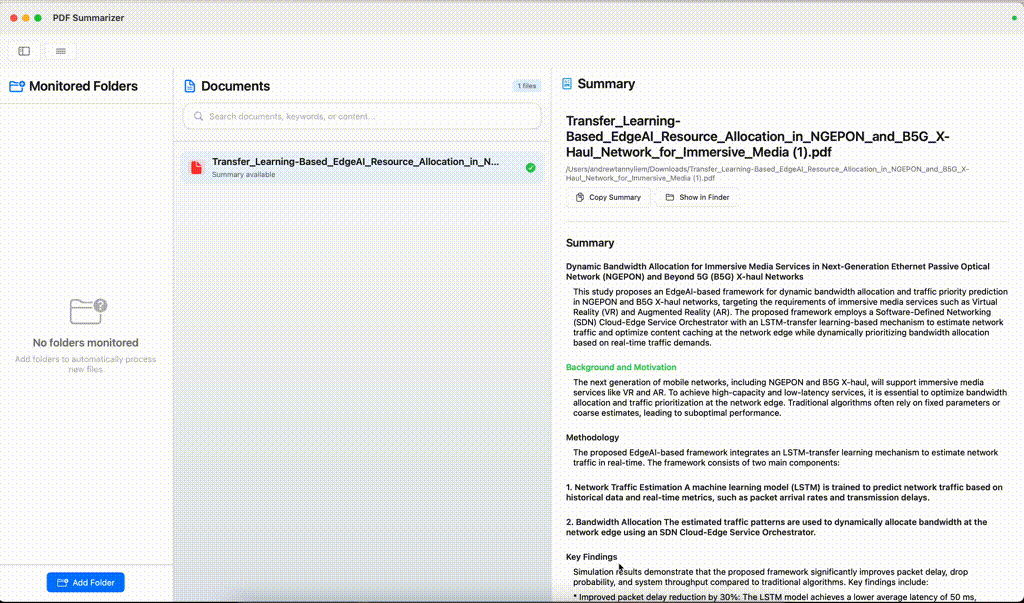 PDF Summarizer
Monitored Folders
No folders monitored
Add folders to automatically process
new files
Add Folder
Documents
1 files
Search documents, keywords, or content...
Transfer_Learning-Based_EdgeAI_Resource_Allocation_in_N...
Summary available
Summary
Transfer_Learning-
Based_EdgeAI_Resource_Allocation_in_NGEPON_and_B5G_X-
Haul_Network_for_Immersive_Media (1).pdf
/Users/andrewtannyliem/Downloads/Transfer_Learning-Based_EdgeAI_Resource_Allocation_in_NGEPON_and_B5G_X-
Haul_Network_for_Immersive_Media (1).pdf
Copy Summary
Show in Finder
Summary
Dynamic Bandwidth Allocation for Immersive Media Services in Next-Generation Ethernet Passive Optical
Network (NGEPON) and Beyond 5G (B5G) X-haul Networks
This study proposes an EdgeAI-based framework for dynamic bandwidth allocation and traffic priority prediction
in NGEPON and B5G X-haul networks, targeting the requirements of immersive media services such as Virtual
Reality (VR) and Augmented Reality (AR). The proposed framework employs a Software-Defined Networking
(SDN) Cloud-Edge Service Orchestrator with an LSTM-transfer learning-based mechanism to estimate network
traffic and optimize content caching at the network edge while dynamically prioritizing bandwidth allocation
based on real-time traffic demands.
Background and Motivation
The next generation of mobile networks, including NGEPON and B5G X-haul, will support immersive media
services like VR and AR. To achieve high-capacity and low-latency services, it is essential to optimize bandwidth
allocation and traffic prioritization at the network edge. Traditional algorithms often rely on fixed parameters or
coarse estimates, leading to suboptimal performance.
Methodology
The proposed EdgeAI-based framework integrates an LSTM-transfer learning mechanism to estimate network
traffic in real-time. The framework consists of two main components:
1. Network Traffic Estimation A machine learning model (LSTM) is trained to predict network traffic based on
historical data and real-time metrics, such as packet arrival rates and transmission delays.
2. Bandwidth Allocation The estimated traffic patterns are used to dynamically allocate bandwidth at the
network edge using an SDN Cloud-Edge Service Orchestrator.
Key Findings
Simulation results demonstrate that the proposed framework significantly improves packet delay, drop
probability, and system throughput compared to traditional algorithms. Key findings include:
* Improved packet delay reduction by 30%: The LSTM model achieves a lower average latency of 50 ms,